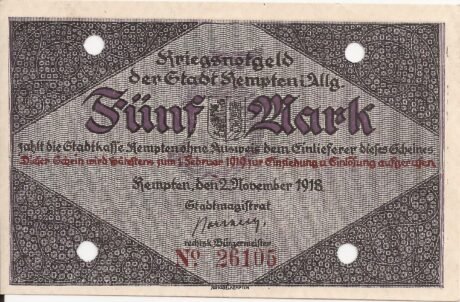 Kriegsnotgeld
der Stadt Kempten i. Allg.
Fünf Mark
zahlt die Stadtkasse Kempten ohne Ausweis dem Einlieferer dieses Scheines
Dieser Schein wird spätestens zum 1. Februar 1919 zur Einziehung u. Einlösung aufgerufen.
Kempten, den 2. November 1918.
Stadtmagistrat
rechtsk. Bürgermeister
Nº 26105